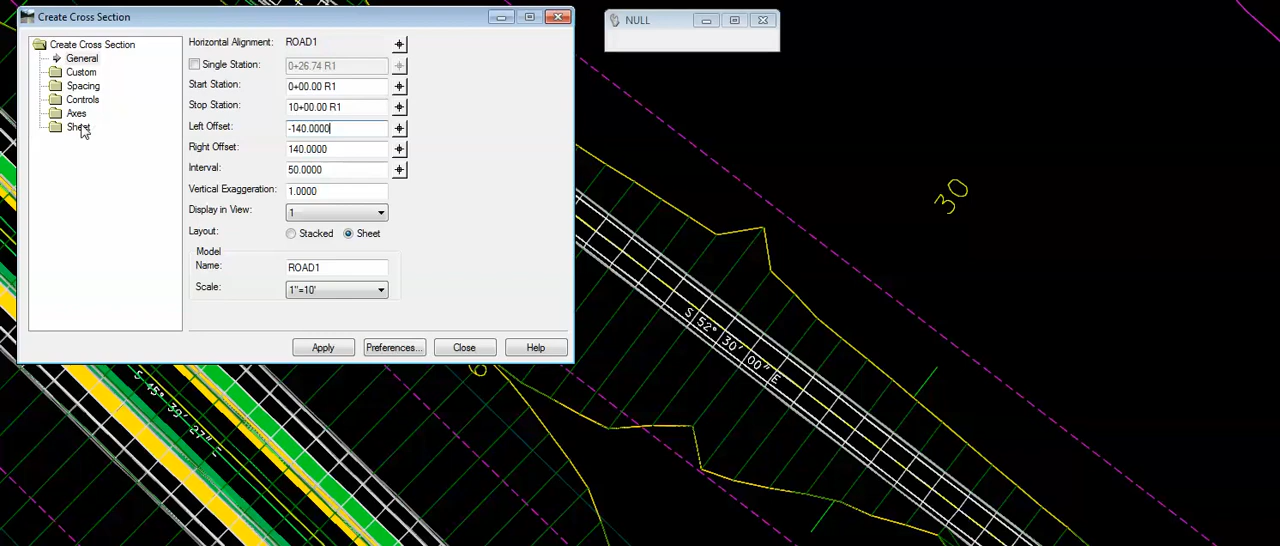 Create Cross Section
NULL
Create Cross Section
General
Custom
Spacing
Controls
Axes
Sheet
Horizontal Alignment: ROAD1
Single Station: 0+26.74 R1
Start Station: 0+00.00 R1
Stop Station: 10+00.00 R1
Left Offset: -140.0000
Right Offset: 140.0000
Interval: 50.0000
Vertical Exaggeration: 1.0000
Display in View: 1
Layout: Stacked Sheet
Model
Name: ROAD1
Scale: 1"=10'
Apply Preferences... Close Help
30
S 52° 30' 00" E
S 45° 39' 27"